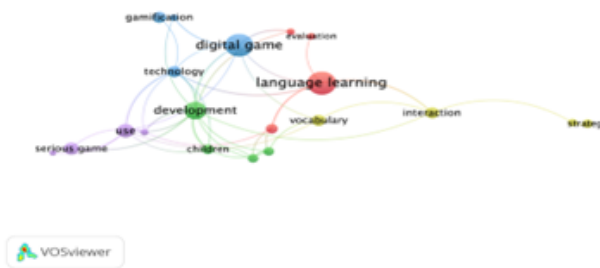 gamification
digital game
evaluation
technology
language learning
development
interaction
vocabulary
strateg
use
serious game
children
VOSviewer